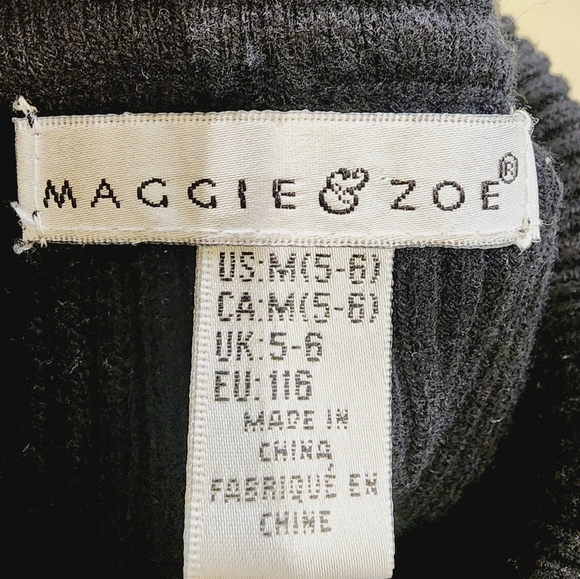 MAGGIE & ZOE®
US:M(5-6)
CA:M(5-6)
UK:5-6
EU:116
MADE IN
CHINA
FABRIQUÉ EN
CHINE